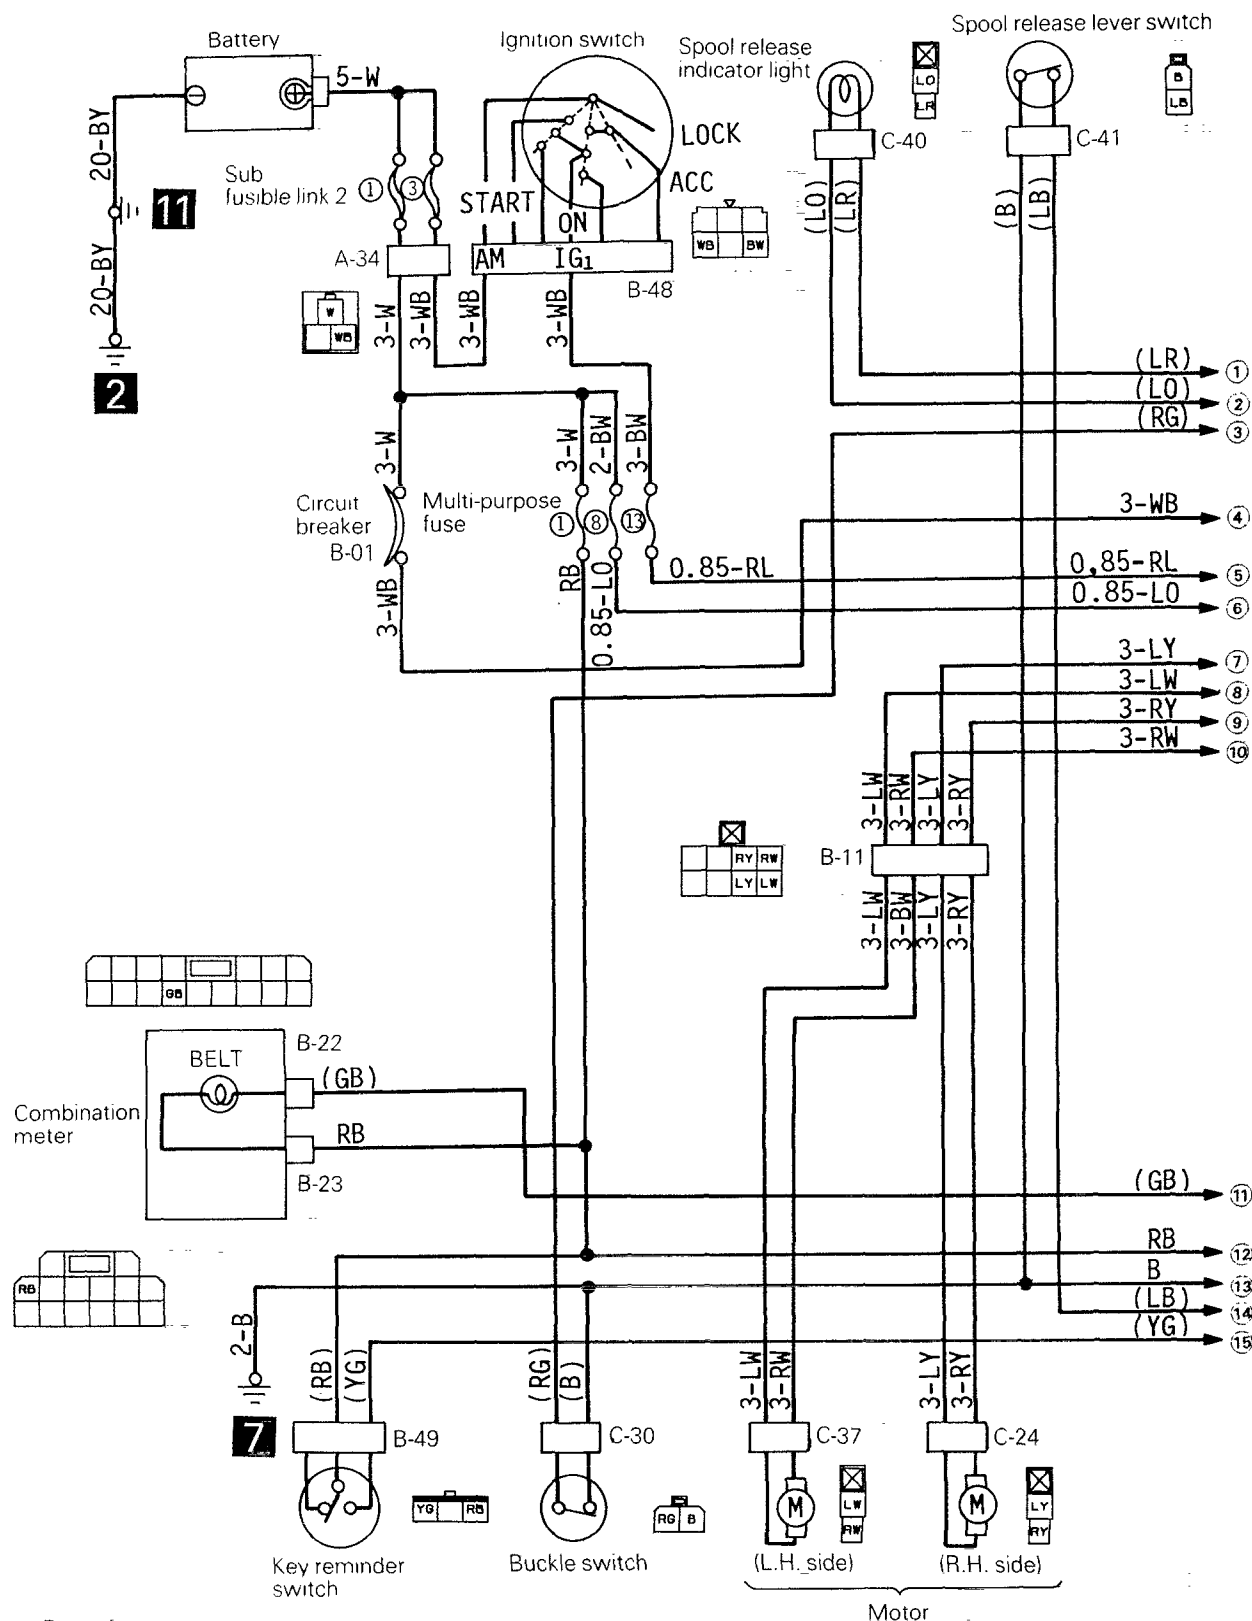 Spool release lever switch
Battery
Ignition switch
Spool release
indicator light
LO
LR
B
LB
5-W
20-BY
LOCK
C-40
C-41
Sub
fusible link 2
1
3
11
ACC
START
ON
(LO)
(LR)
(B)
(LB)
WB
BW
A-34
AM
IG1
B-48
20-BY
W
WB
3-W
3-WB
3-WB
3-WB
2
(LR)
1
(LO)
2
(RG)
3
3-W
3-W
2-BW
3-BW
Circuit
breaker
B-01
Multi-purpose
fuse
1
8
13
3-WB
4
0.85-RL
0.85-RL
5
RB
0.85-LO
0.85-LO
6
3-WB
3-LY
7
3-LW
8
3-RY
9
3-RW
10
3-LW
3-RW
3-LY
3-RY
RY
RW
LY
LW
B-11
3-LW
3-BW
3-LY
3-RY
GB
B-22
BELT
(GB)
Combination
meter
RB
B-23
(GB)
11
RB
12
RB
B
13
(LB)
14
(YG)
15
2-B
(RB)
(YG)
(RG)
(B)
3-LW
3-RW
3-LY
3-RY
7
B-49
C-30
C-37
C-24
YG
RB
RG
B
M
LW
RW
M
LY
RY
Key reminder
switch
Buckle switch
(L.H. side)
(R.H. side)
Motor